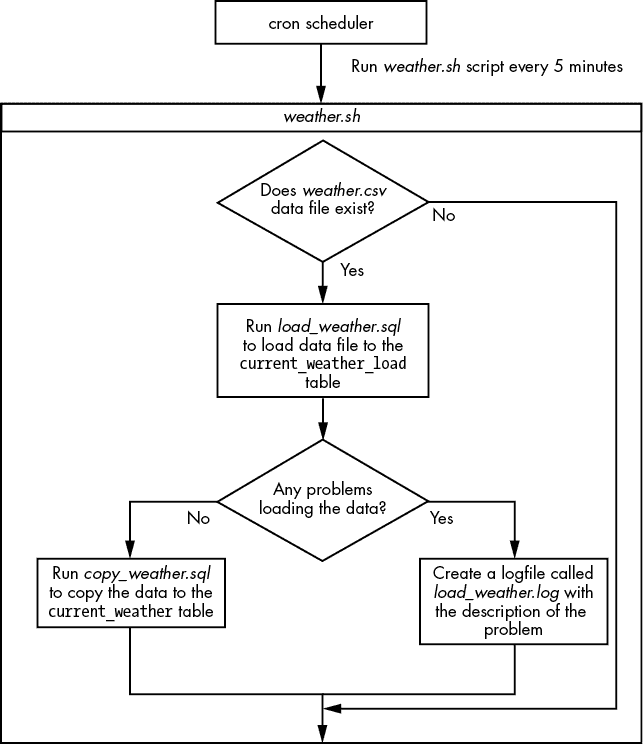 cron scheduler
Run weather.sh script every 5 minutes
weather.sh
Does weather.csv
data file exist?
No
Yes
Run load_weather.sql
to load data file to the
current_weather_load
table
Any problems
loading the data?
No
Yes
Run copy_weather.sql
to copy the data to the
current_weather table
Create a logfile called
load_weather.log with
the description of the
problem